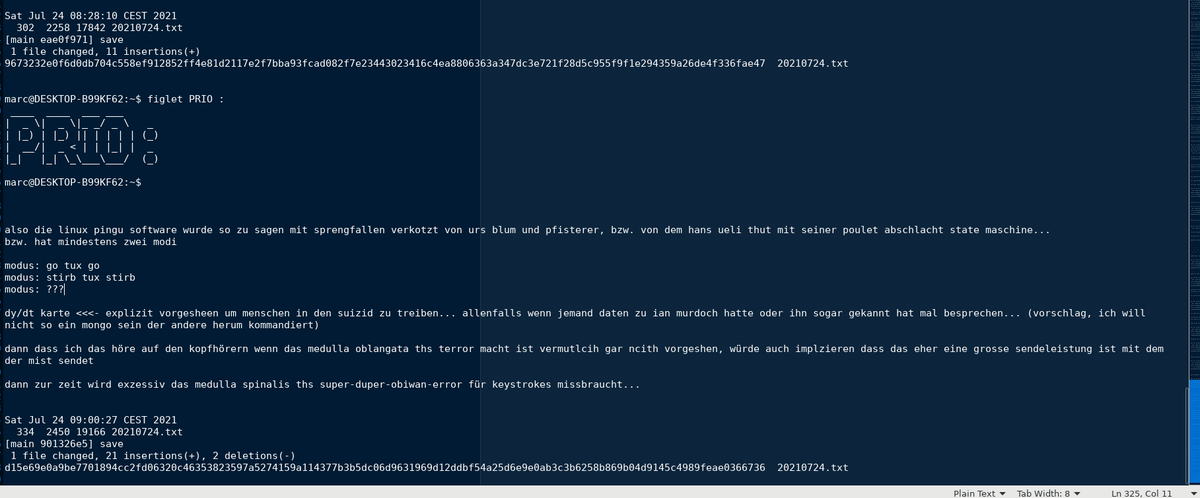 Sat Jul 24 08:28:10 CEST 2021
  302  2258 17842 20210724.txt
[main eae0f971] save
 1 file changed, 11 insertions(+)
9673232e0f6d0db704c558ef912852ff4e81d2117e2f7bba93fcad082f7e23443023416c4ea8806363a347dc3e721f28d5c955f9f1e294359a26de4f336fae47  20210724.txt
marc@DESKTOP-B99KF62:~$ figlet PRIO :
 ____  ____  ___ ___
|  _ \|  _ \|_ _/ _ \   _
| |_) | |_) || | | | | (_)
|  __/|  _ < | | |_| |  _
|_|   |_| \_\___\___/  (_)
marc@DESKTOP-B99KF62:~$
also die linux pingu software wurde so zu sagen mit sprengfallen verkotzt von urs blum und pfisterer, bzw. von dem hans ueli thut mit seiner poulet abschlacht state maschine...
bzw. hat mindestens zwei modi
modus: go tux go
modus: stirb tux stirb
modus: ???
dy/dt karte <<<- explizit vorgesheen um menschen in den suizid zu treiben... allenfalls wenn jemand daten zu ian murdoch hatte oder ihn sogar gekannt hat mal besprechen... (vorschlag, ich will
nicht so ein mongo sein der andere herum kommandiert)
dann dass ich das höre auf den kopfhörern wenn das medulla oblangata ths terror macht ist vermutlcih gar ncith vorgeshen, würde auch implzieren dass das eher eine grosse sendeleistung ist mit dem
der mist sendet
dann zur zeit wird exzessiv das medulla spinalis ths super-duper-obiwan-error für keystrokes missbraucht...
Sat Jul 24 09:00:27 CEST 2021
  334  2450 19166 20210724.txt
[main 901326e5] save
 1 file changed, 21 insertions(+), 2 deletions(-)
d15e69e0a9be7701894cc2fd06320c46353823597a5274159a114377b3b5dc06d9631969d12ddbf54a25d6e9e0ab3c3b6258b869b04d9145c4989feae0366736  20210724.txt
Plain Text Tab Width: 8 Ln 325, Col 11